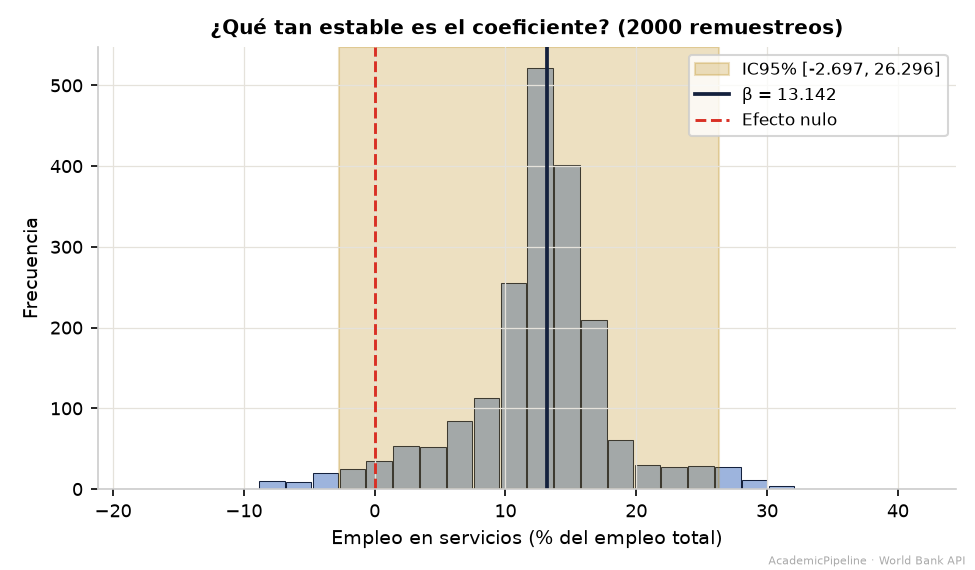 ¿Qué tan estable es el coeficiente? (2000 remuestreos)
IC95% [-2.697, 26.296]
β = 13.142
Efecto nulo
Frecuencia
500
400
300
200
100
0
−20
−10
0
10
20
30
40
Empleo en servicios (% del empleo total)
AcademicPipeline · World Bank API